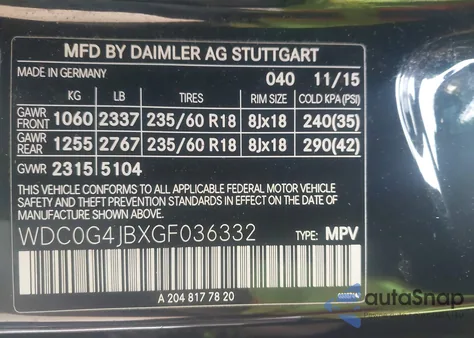 MFD BY DAIMLER AG STUTTGART
MADE IN GERMANY 040 11/15
KG LB TIRES RIM SIZE COLD KPA(PSI)
GAWR FRONT 1060 2337 235/60 R18 8Jx18 240(35)
GAWR REAR 1255 2767 235/60 R18 8Jx18 290(42)
GVWR 2315 5104
THIS VEHICLE CONFORMS TO ALL APPLICABLE FEDERAL MOTOR VEHICLE
SAFETY AND THEFT PREVENTION STANDARDS IN EFFECT ON THE DATE OF
MANUFACTURE SHOWN ABOVE.
WDC0G4JBXGF036332 TYPE: MPV
A 204 817 78 20
autoSnap